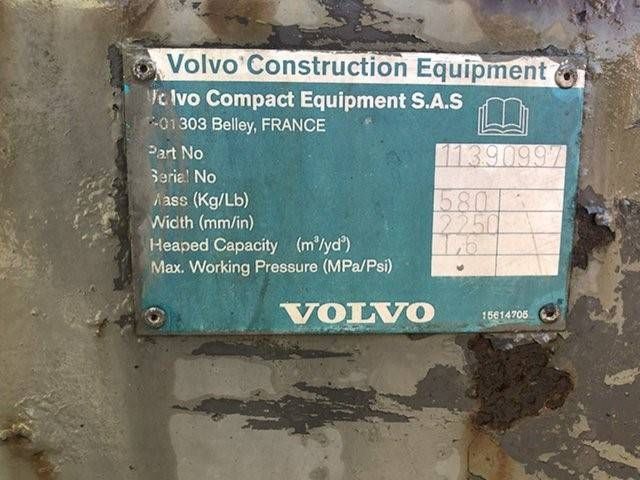 Volvo Construction Equipment
Volvo Compact Equipment S.A.S
F-01303 Belley, FRANCE
Part No 11390997
Serial No
Mass (Kg/Lb) 580
Width (mm/in) 2250
Heaped Capacity (m³/yd³) 1,6
Max. Working Pressure (MPa/Psi)
VOLVO 15614705